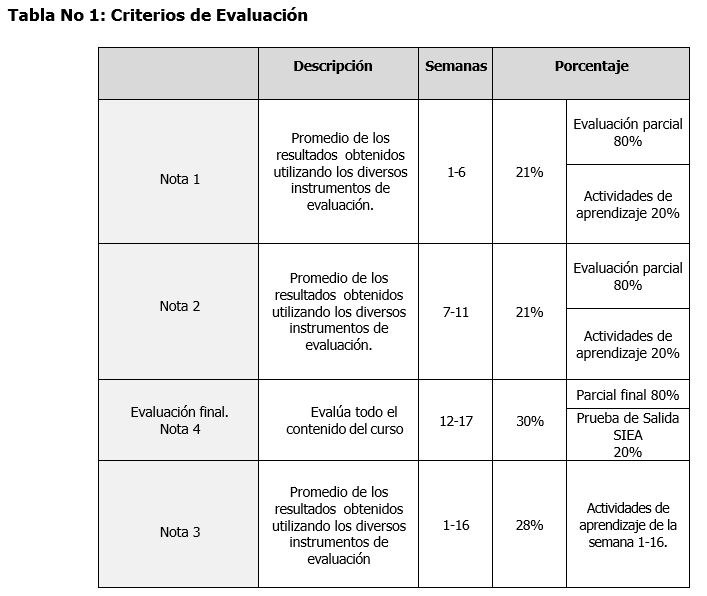 Tabla No 1: Criterios de Evaluación
Descripción
Semanas
Porcentaje
Nota 1
Promedio de los
resultados obtenidos
utilizando los diversos
instrumentos de
evaluación.
1-6
21%
Evaluación parcial
80%
Actividades de
aprendizaje 20%
Nota 2
Promedio de los
resultados obtenidos
utilizando los diversos
instrumentos de
evaluación.
7-11
21%
Evaluación parcial
80%
Actividades de
aprendizaje 20%
Evaluación final.
Nota 4
Evalúa todo el
contenido del curso
12-17
30%
Parcial final 80%
Prueba de Salida
SIEA
20%
Nota 3
Promedio de los
resultados obtenidos
utilizando los diversos
instrumentos de
evaluación
1-16
28%
Actividades de
aprendizaje de la
semana 1-16.